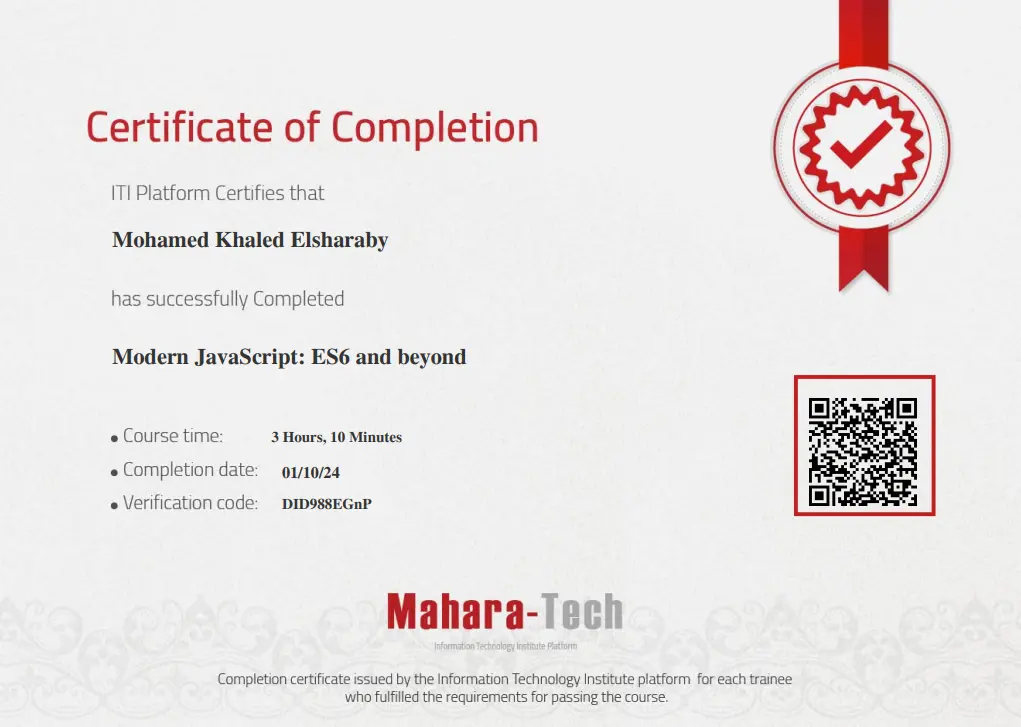 Certificate of Completion
ITI Platform Certifies that
Mohamed Khaled Elsharaby
has successfully Completed
Modern JavaScript: ES6 and beyond
Course time: 3 Hours, 10 Minutes
Completion date: 01/10/24
Verification code: DID988EGnP
Mahara-Tech
Information Technology Institute Platform
Completion certificate issued by the Information Technology Institute platform for each trainee
who fulfilled the requirements for passing the course.